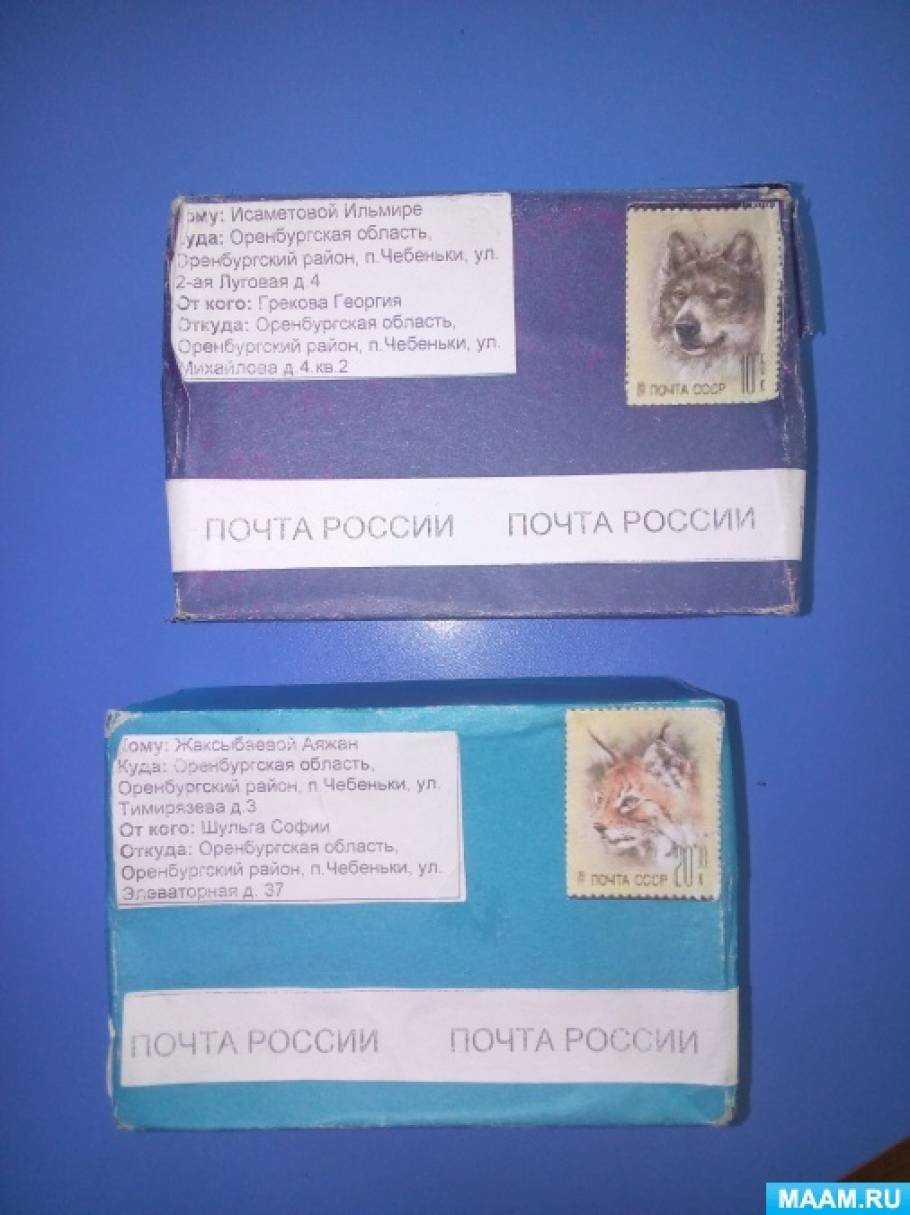 ому: Исаметовой Ильмире
уда: Оренбургская область,
Оренбургский район, п.Чебеньки, ул.
2-ая Луговая д.4
От кого: Грекова Георгия
Откуда: Оренбургская область,
Оренбургский район, п.Чебеньки, ул.
Михайлова д.4.кв.2
10 К
ПОЧТА СССР
ПОЧТА РОССИИ ПОЧТА РОССИИ
Кому: Жаксыбаевой Аяжан
Куда: Оренбургская область,
Оренбургский район, п.Чебеньки, ул.
Тимирязева д.3
От кого: Шульга Софии
Откуда: Оренбургская область,
Оренбургский район, п.Чебеньки, ул.
Элеваторная д. 37
ПОЧТА СССР 20 К
ПОЧТА РОССИИ ПОЧТА РОССИИ
MAAM.RU